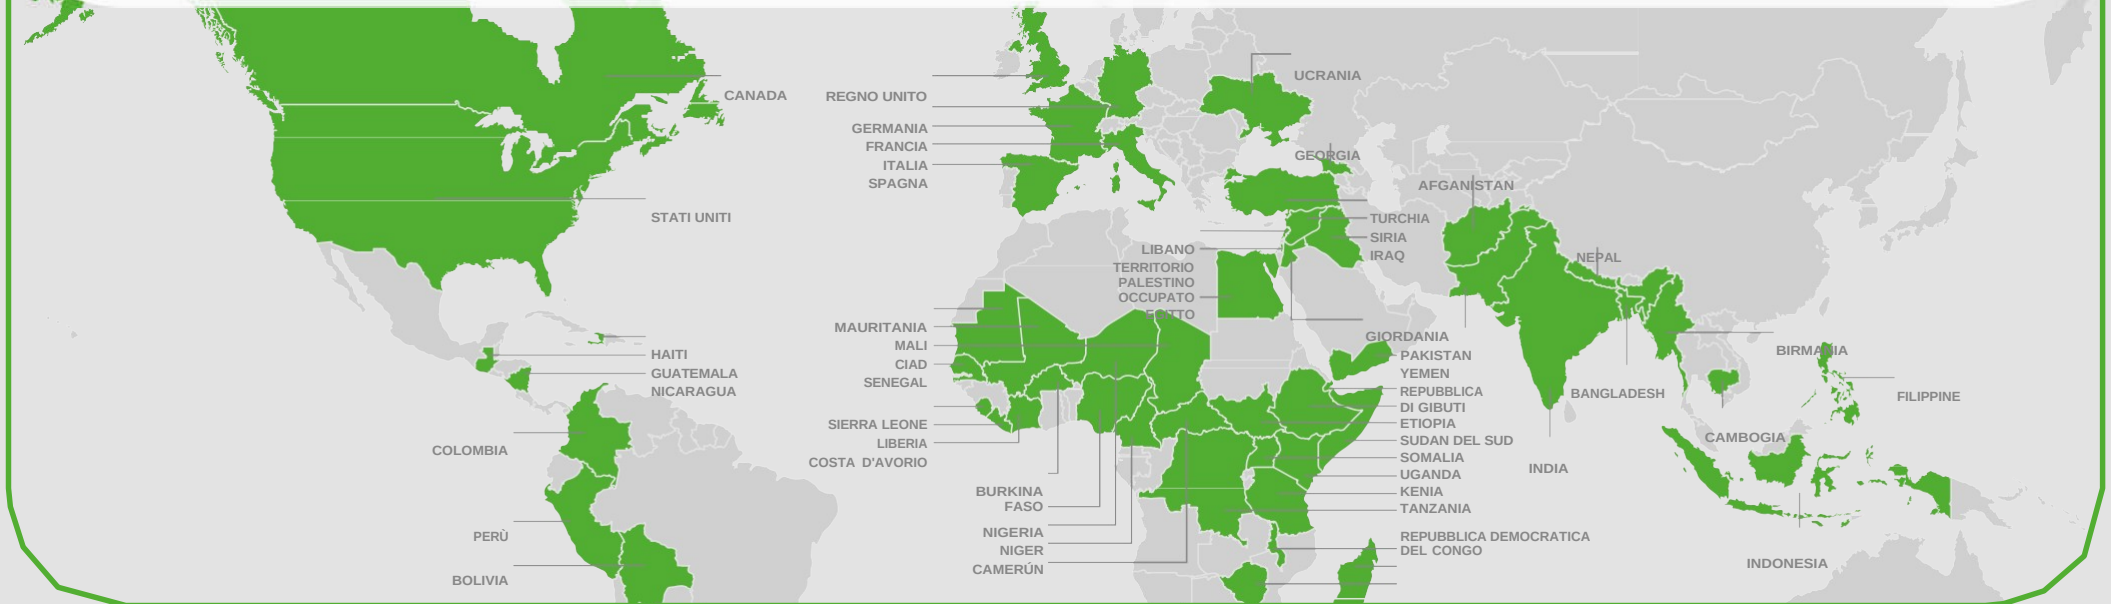 CANADA
STATI UNITI
HAITI
GUATEMALA
NICARAGUA
COLOMBIA
PERÙ
BOLIVIA
REGNO UNITO
GERMANIA
FRANCIA
ITALIA
SPAGNA
MAURITANIA
MALI
CIAD
SENEGAL
SIERRA LEONE
LIBERIA
COSTA D'AVORIO
BURKINA
FASO
NIGERIA
NIGER
CAMERÚN
UCRANIA
GEORGIA
AFGANISTAN
TURCHIA
SIRIA
IRAQ
LIBANO
TERRITORIO
PALESTINO
OCCUPATO
EGITTO
GIORDANIA
PAKISTAN
YEMEN
REPUBBLICA
DI GIBUTI
ETIOPIA
SUDAN DEL SUD
SOMALIA
UGANDA
KENIA
TANZANIA
REPUBBLICA DEMOCRATICA
DEL CONGO
NEPAL
BANGLADESH
INDIA
BIRMANIA
CAMBOGIA
FILIPPINE
INDONESIA